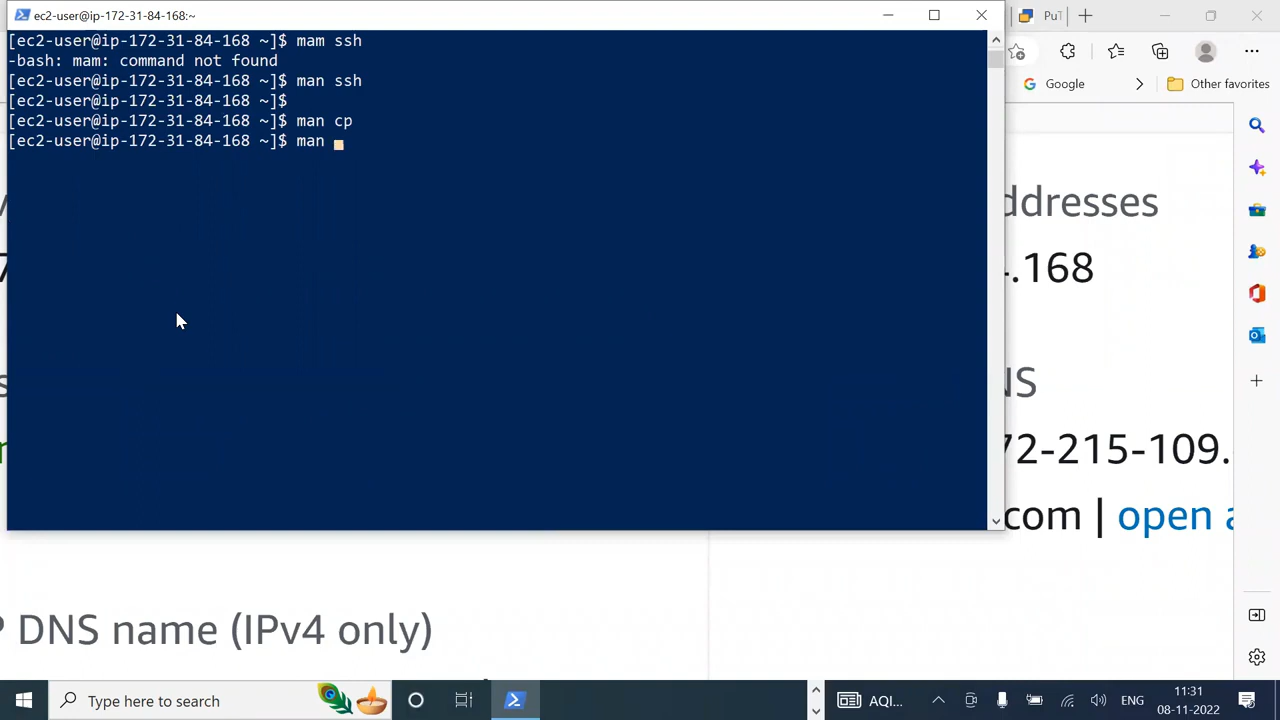 ec2-user@ip-172-31-84-168:~
[ec2-user@ip-172-31-84-168 ~]$ mam ssh
-bash: mam: command not found
[ec2-user@ip-172-31-84-168 ~]$ man ssh
[ec2-user@ip-172-31-84-168 ~]$
[ec2-user@ip-172-31-84-168 ~]$ man cp
[ec2-user@ip-172-31-84-168 ~]$ man
Google
Other favorites
ddresses
.168
NS
72-215-109.
com | open
P DNS name (IPv4 only)
Type here to search
AQI...
ENG
11:31
08-11-2022